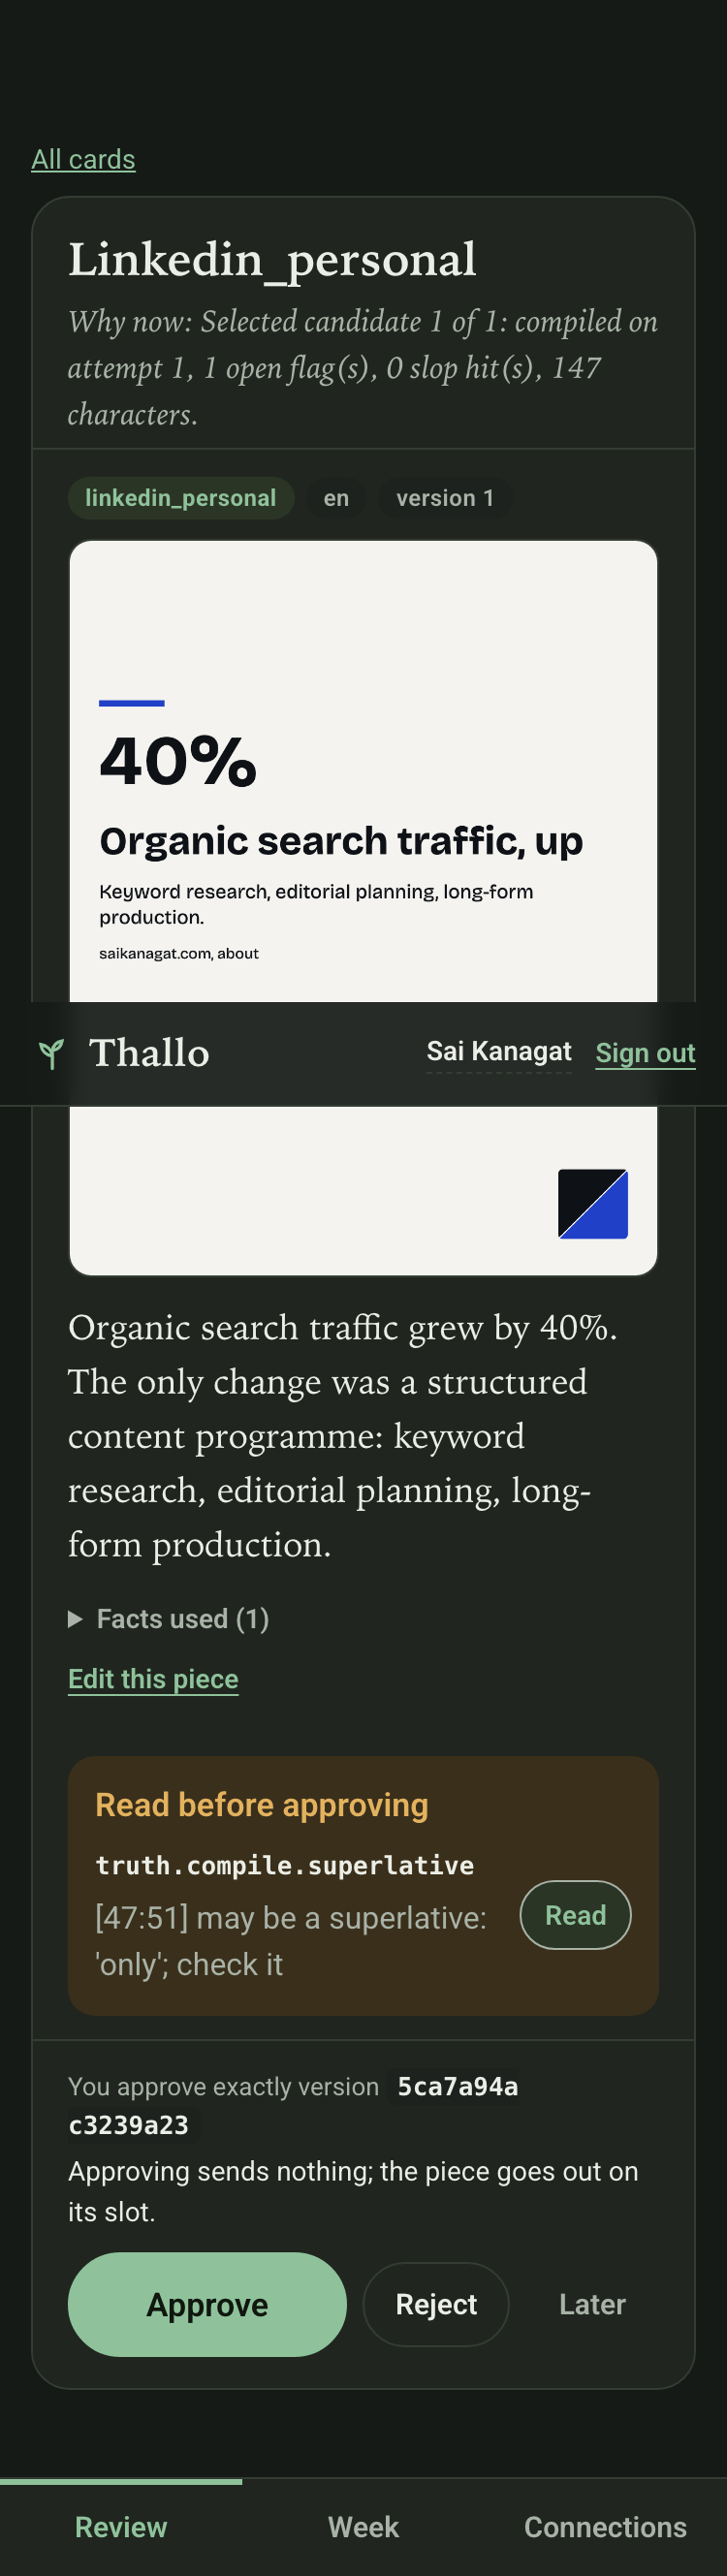 All cards
Linkedin_personal
Why now: Selected candidate 1 of 1: compiled on
attempt 1, 1 open flag(s), 0 slop hit(s), 147
characters.
linkedin_personal en version 1
40%
Organic search traffic, up
Keyword research, editorial planning, long-form
production.
saikanagat.com, about
Thallo Sai Kanagat Sign out
Organic search traffic grew by 40%.
The only change was a structured
content programme: keyword
research, editorial planning, long-
form production.
Facts used (1)
Edit this piece
Read before approving
truth.compile.superlative
[47:51] may be a superlative:
'only'; check it
Read
You approve exactly version 5ca7a94a
c3239a23
Approving sends nothing; the piece goes out on
its slot.
Approve Reject Later
Review Week Connections